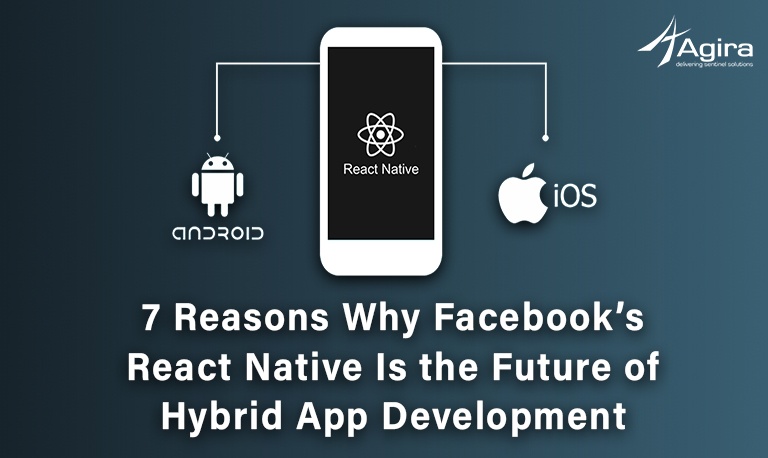 Agira
delivering sentinel solutions
React Native
ANDROID
iOS
7 Reasons Why Facebook's
React Native Is the Future of
Hybrid App Development